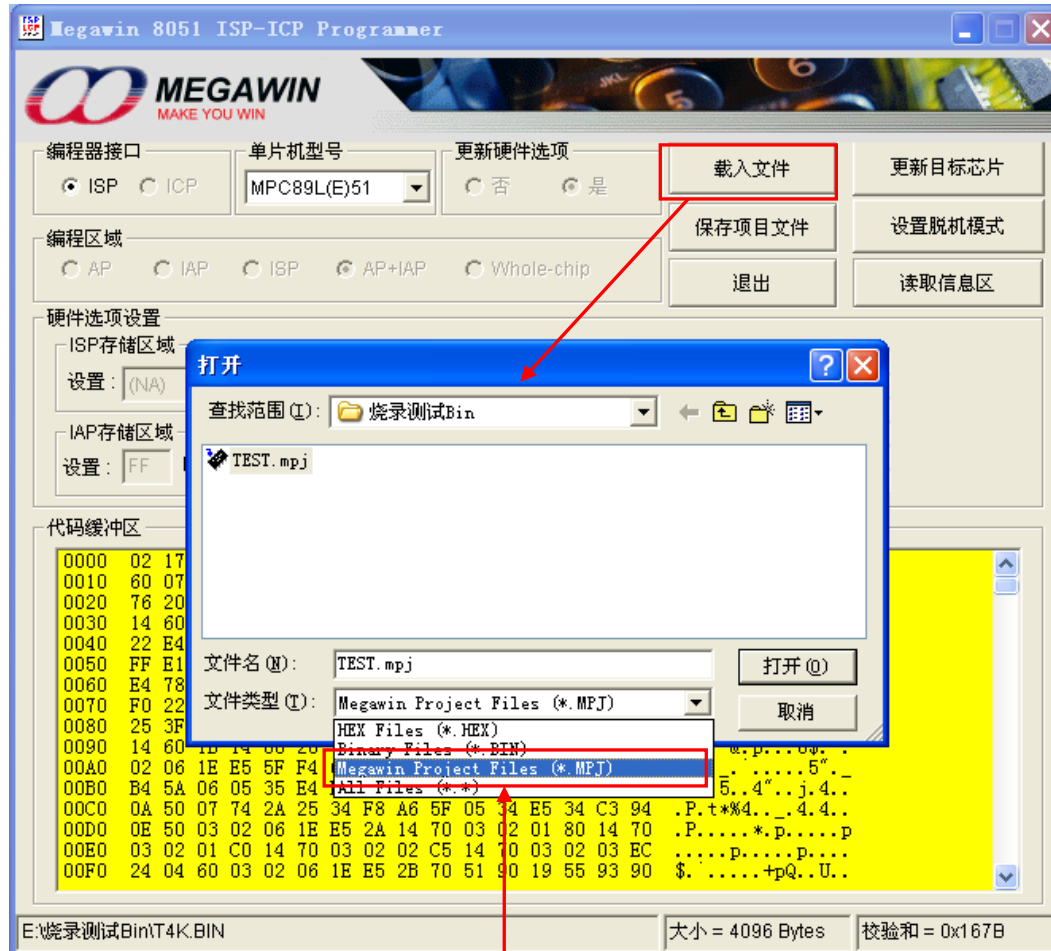 Megawin 8051 ISP-ICP Programmer
MEGAWIN
MAKE YOU WIN
编程器接口
ISP ICP
单片机型号
MPC89L(E)51
更新硬件选项
否 是
载入文件
更新目标芯片
保存项目文件
设置脱机模式
退出
读取信息区
编程区域
AP IAP ISP AP+IAP Whole-chip
硬件选项设置
ISP存储区域
设置: (NA)
IAP存储区域
设置: FF
打开
查找范围(I): 烧录测试Bin
TEST.mpj
文件名(N): TEST.mpj
打开(O)
文件类型(T): Megawin Project Files (*.MPJ)
取消
HEX Files (*.HEX)
Binary Files (*.BIN)
Megawin Project Files (*.MPJ)
All Files (*.*)
代码缓冲区
0000 02 17
0010 60 07
0020 76 20
0030 14 60
0040 22 E4
0050 FF E1
0060 E4 78
0070 F0 22
0080 25 3F
0090 14 60 1B 14
00A0 02 06 1E E5 5F F4
00B0 B4 5A 06 05 35 E4
00C0 0A 50 07 74 2A 25 34 F8 A6 5F 05 34 E5 34 C3 94 .P.t*%4.._.4.4..
00D0 0E 50 03 02 06 1E E5 2A 14 70 03 02 01 80 14 70 .P.....*.p.....p
00E0 03 02 01 C0 14 70 03 02 02 C5 14 70 03 02 03 EC .....p.....p....
00F0 24 04 60 03 02 06 1E E5 2B 70 51 90 19 55 93 90 $.`.....+pQ..U..
E:\烧录测试Bin\T4K.BIN
大小 = 4096 Bytes
校验和 = 0x167B